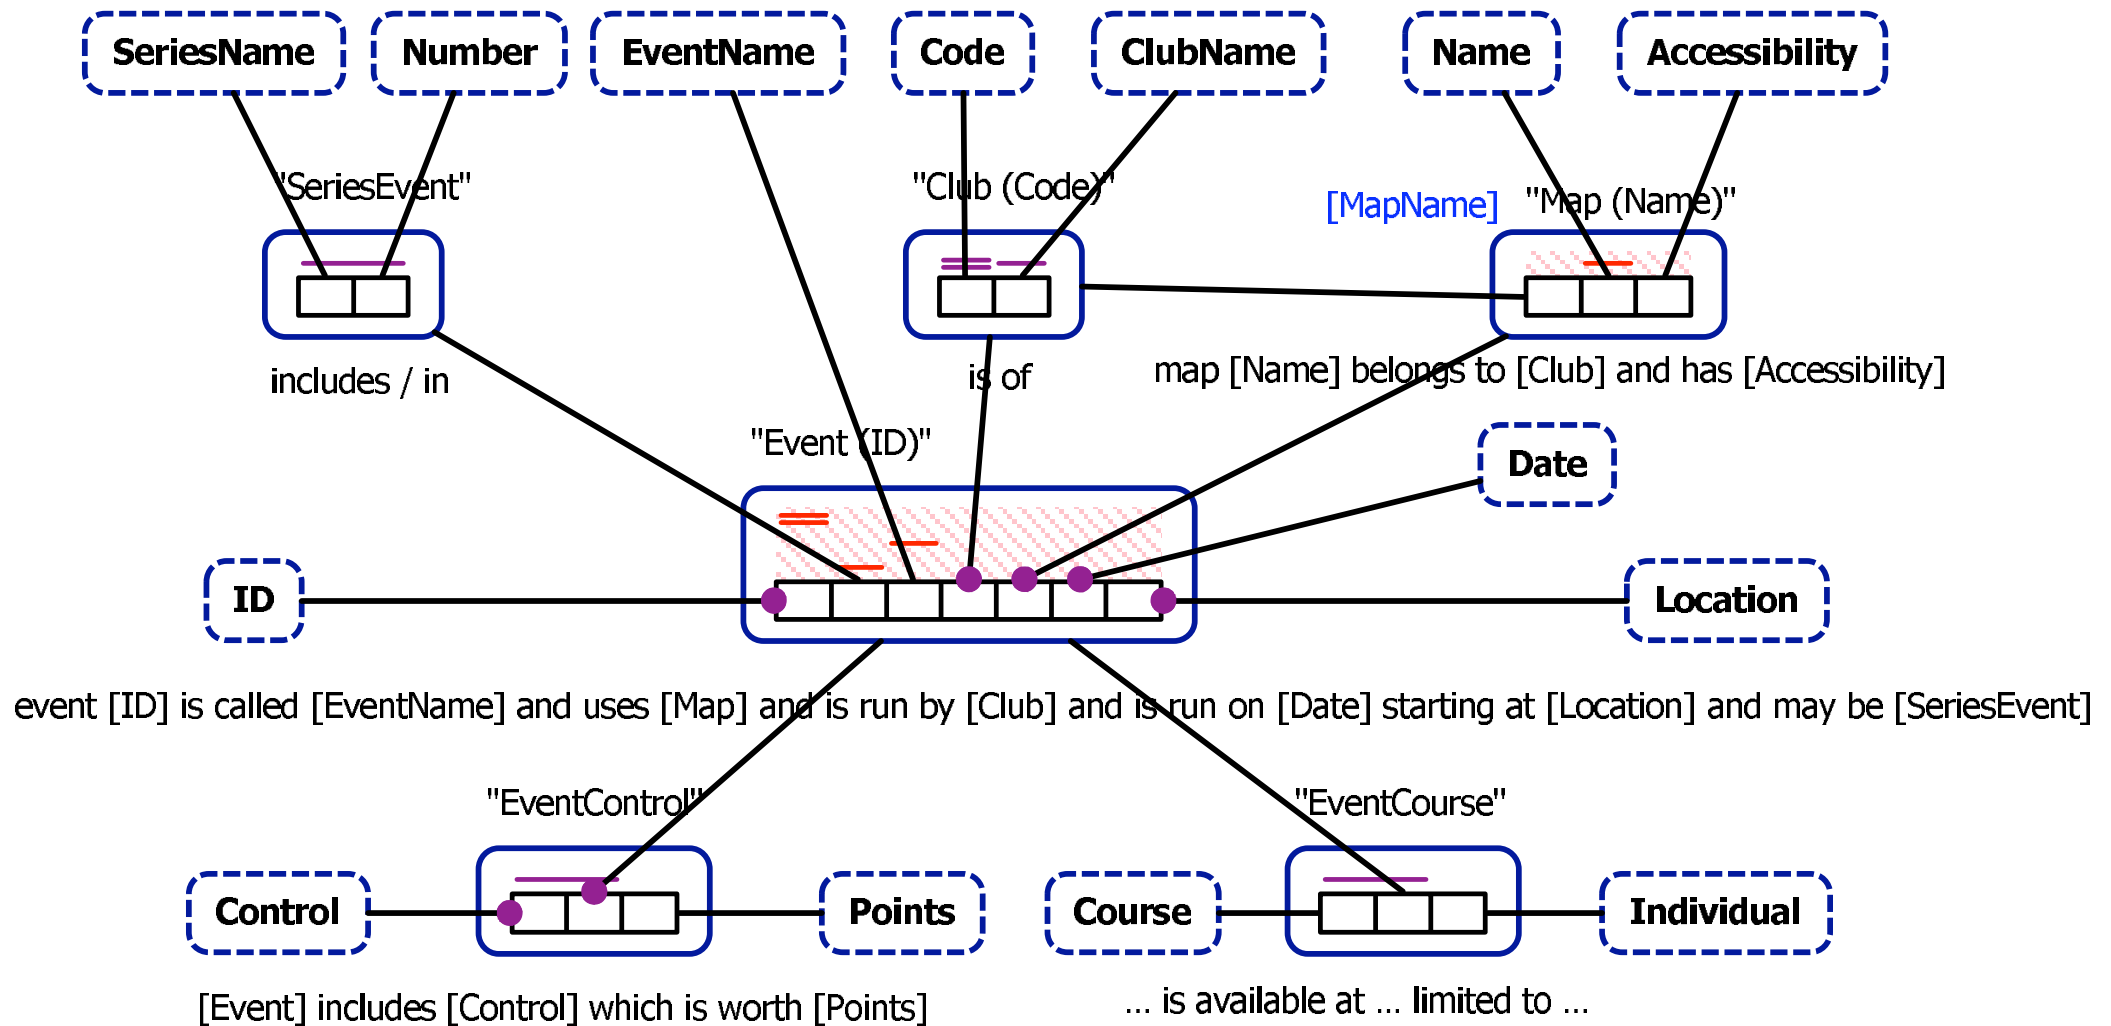 SeriesName
Number
EventName
Code
ClubName
Name
Accessibility
"SeriesEvent"
"Club (Code)"
[MapName]
"Map (Name)"
includes / in
is of
map [Name] belongs to [Club] and has [Accessibility]
"Event (ID)"
Date
ID
Location
event [ID] is called [EventName] and uses [Map] and is run by [Club] and is run on [Date] starting at [Location] and may be [SeriesEvent]
"EventControl"
"EventCourse"
Control
Points
Course
Individual
[Event] includes [Control] which is worth [Points]
... is available at ... limited to ...